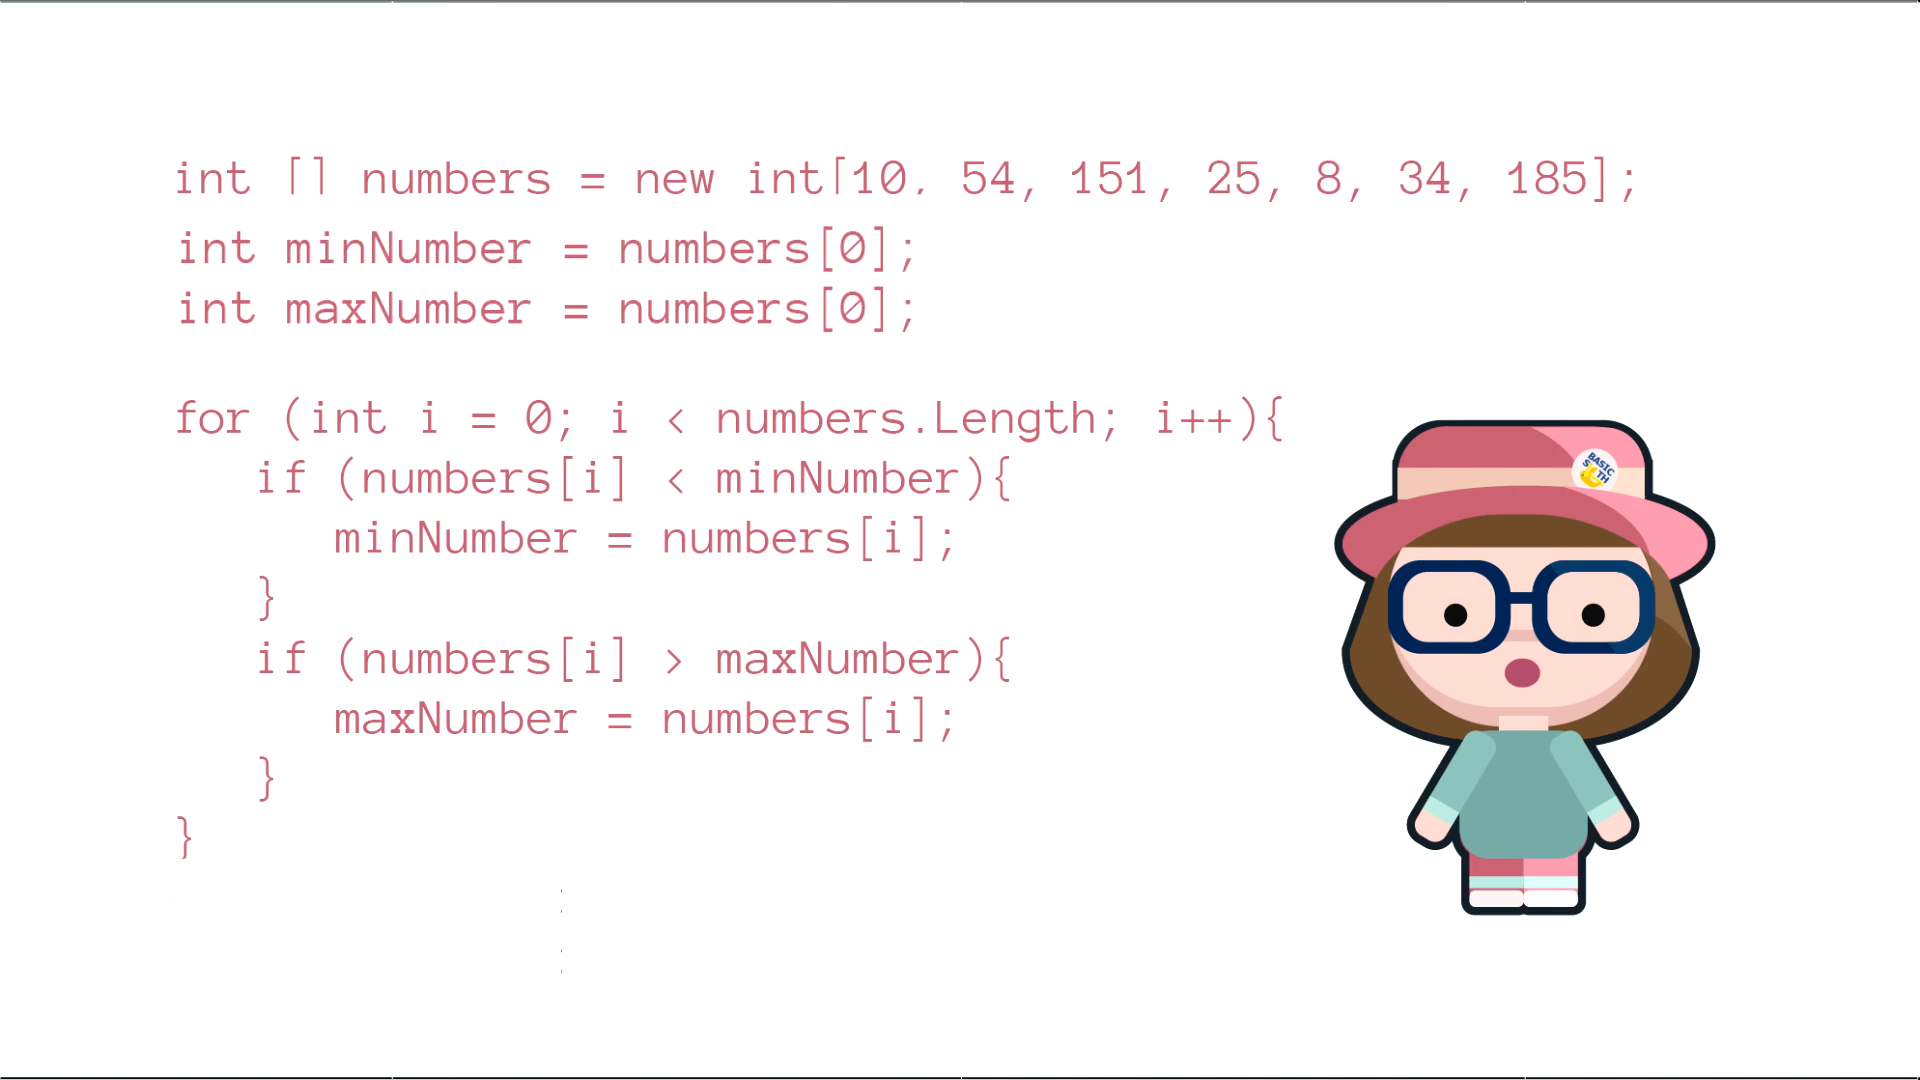 int [] numbers = new int[10, 54, 151, 25, 8, 34, 185];
int minNumber = numbers[0];
int maxNumber = numbers[0];
for (int i = 0; i < numbers.Length; i++){
if (numbers[i] < minNumber){
minNumber = numbers[i];
}
if (numbers[i] > maxNumber){
maxNumber = numbers[i];
}
}
BASIC